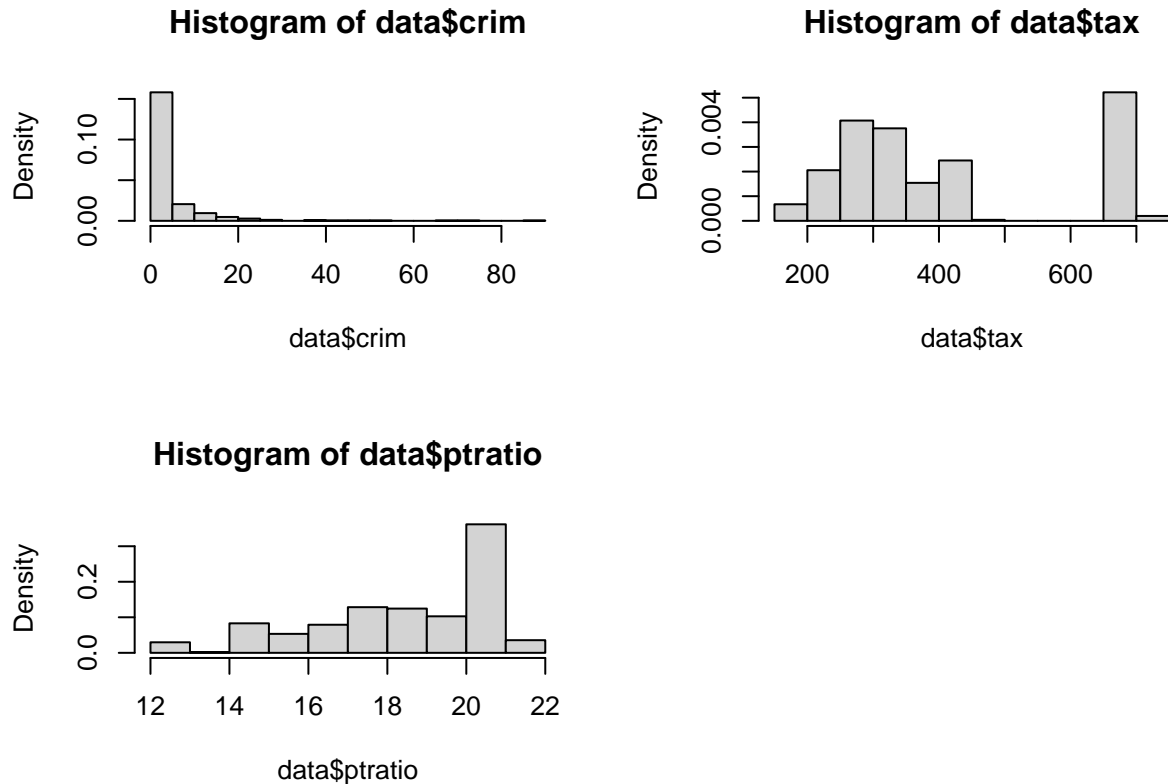 Histogram of data$crim
Density
0.00 0.10
0 20 40 60 80
data$crim
Histogram of data$tax
Density
0.000 0.004
200 400 600
data$tax
Histogram of data$ptratio
Density
0.0 0.2
12 14 16 18 20 22
data$ptratio